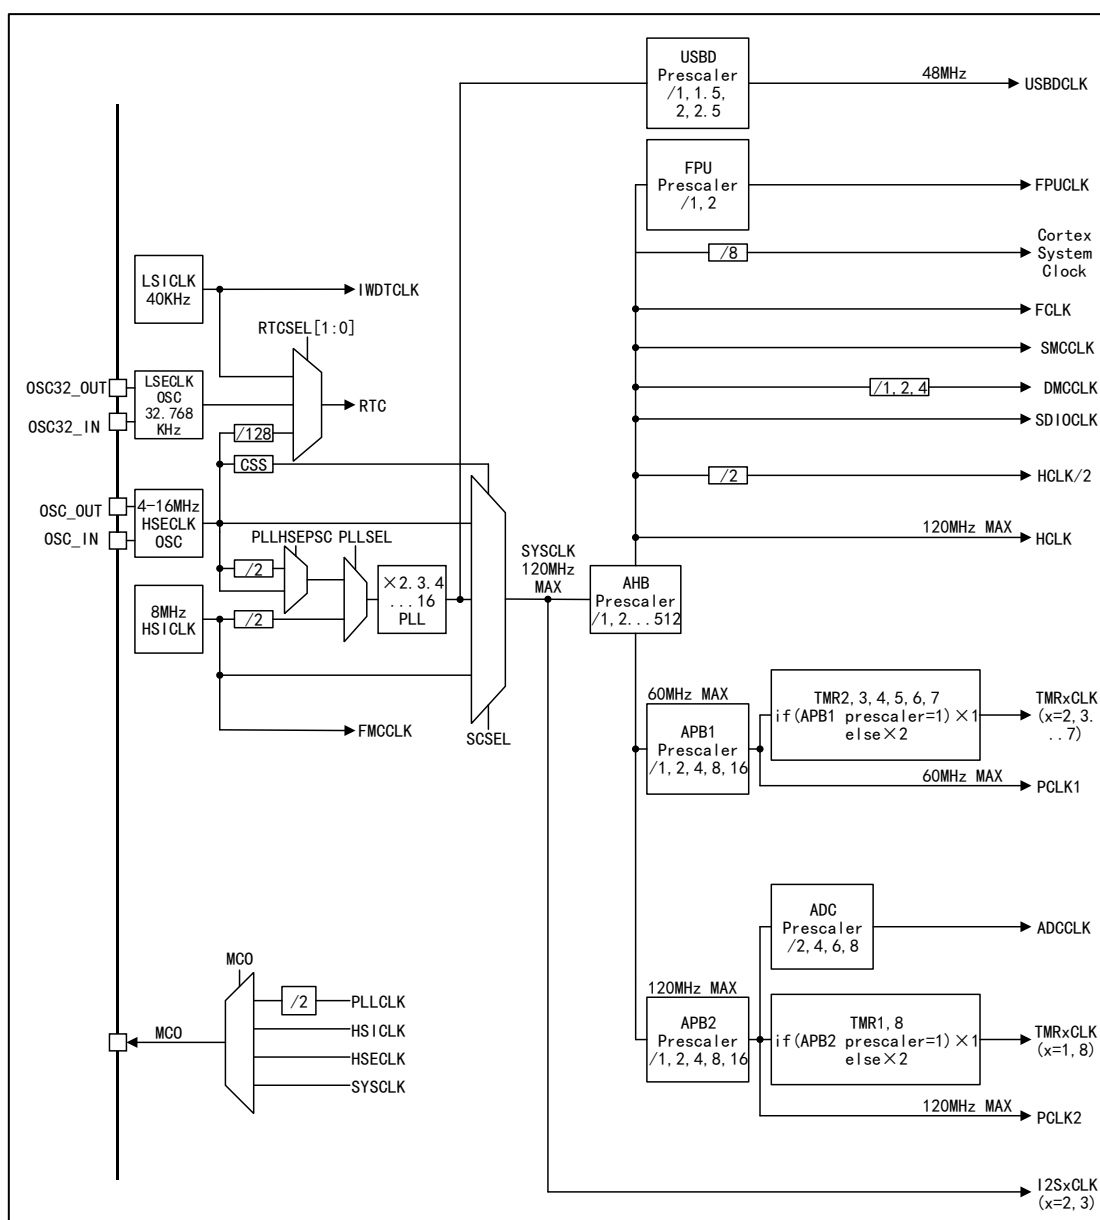 USBD
Prescaler
/1, 1.5,
2, 2.5
48MHz
USBDCLK
FPU
Prescaler
/1, 2
FPUCLK
/8
Cortex
System
Clock
LSICLK
40KHz
IWDTCLK
FCLK
RTCSEL[1:0]
SMCCLK
OSC32_OUT
OSC32_IN
LSECLK
OSC
32.768
KHz
RTC
/1, 2, 4
DMCCLK
SDIOCLK
/128
CSS
/2
HCLK/2
OSC_OUT
OSC_IN
4-16MHz
HSECLK
OSC
120MHz MAX
HCLK
PLLHSEPSC PLLSEL
/2
SYSCLK
120MHz
MAX
×2. 3. 4
...16
PLL
AHB
Prescaler
/1, 2...512
8MHz
HSICLK
/2
FMCCLK
SCSEL
60MHz MAX
APB1
Prescaler
/1, 2, 4, 8, 16
TMR2, 3, 4, 5, 6, 7
if(APB1 prescaler=1)×1
else×2
TMRxCLK
(x=2, 3.
..7)
60MHz MAX
PCLK1
ADC
Prescaler
/2, 4, 6, 8
ADCCLK
MCO
/2
PLLCLK
HSICLK
HSECLK
SYSCLK
MCO
120MHz MAX
APB2
Prescaler
/1, 2, 4, 8, 16
TMR1, 8
if(APB2 prescaler=1)×1
else×2
TMRxCLK
(x=1, 8)
120MHz MAX
PCLK2
I2SxCLK
(x=2, 3)